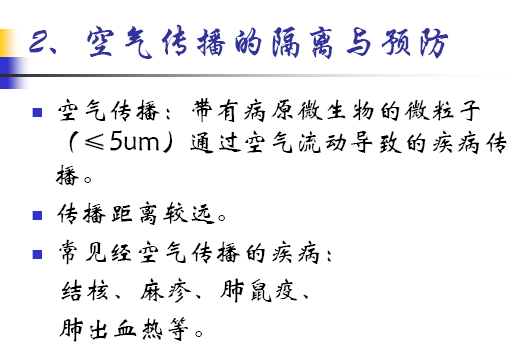 2、空气传播的隔离与预防
空气传播：带有病原微生物的微粒子
（≤5um）通过空气流动导致的疾病传
播。
传播距离较远。
常见经空气传播的疾病：
结核、麻疹、肺鼠疫、
肺出血热等。